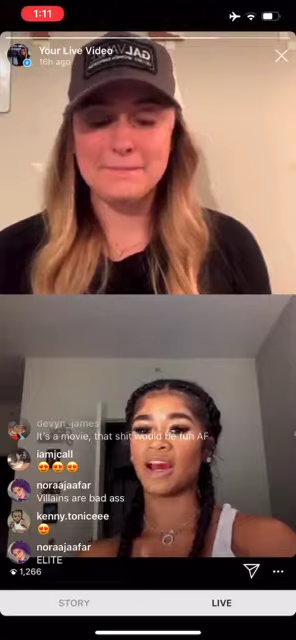 1:11
Your Live Video
16h ago
devyn_james
It's a movie, that shit would be fun AF
iamjcall
😍😍😍
noraajaafar
Villains are bad ass
kenny.toniceee
😍
noraajaafar
ELITE
1,266
STORY
LIVE